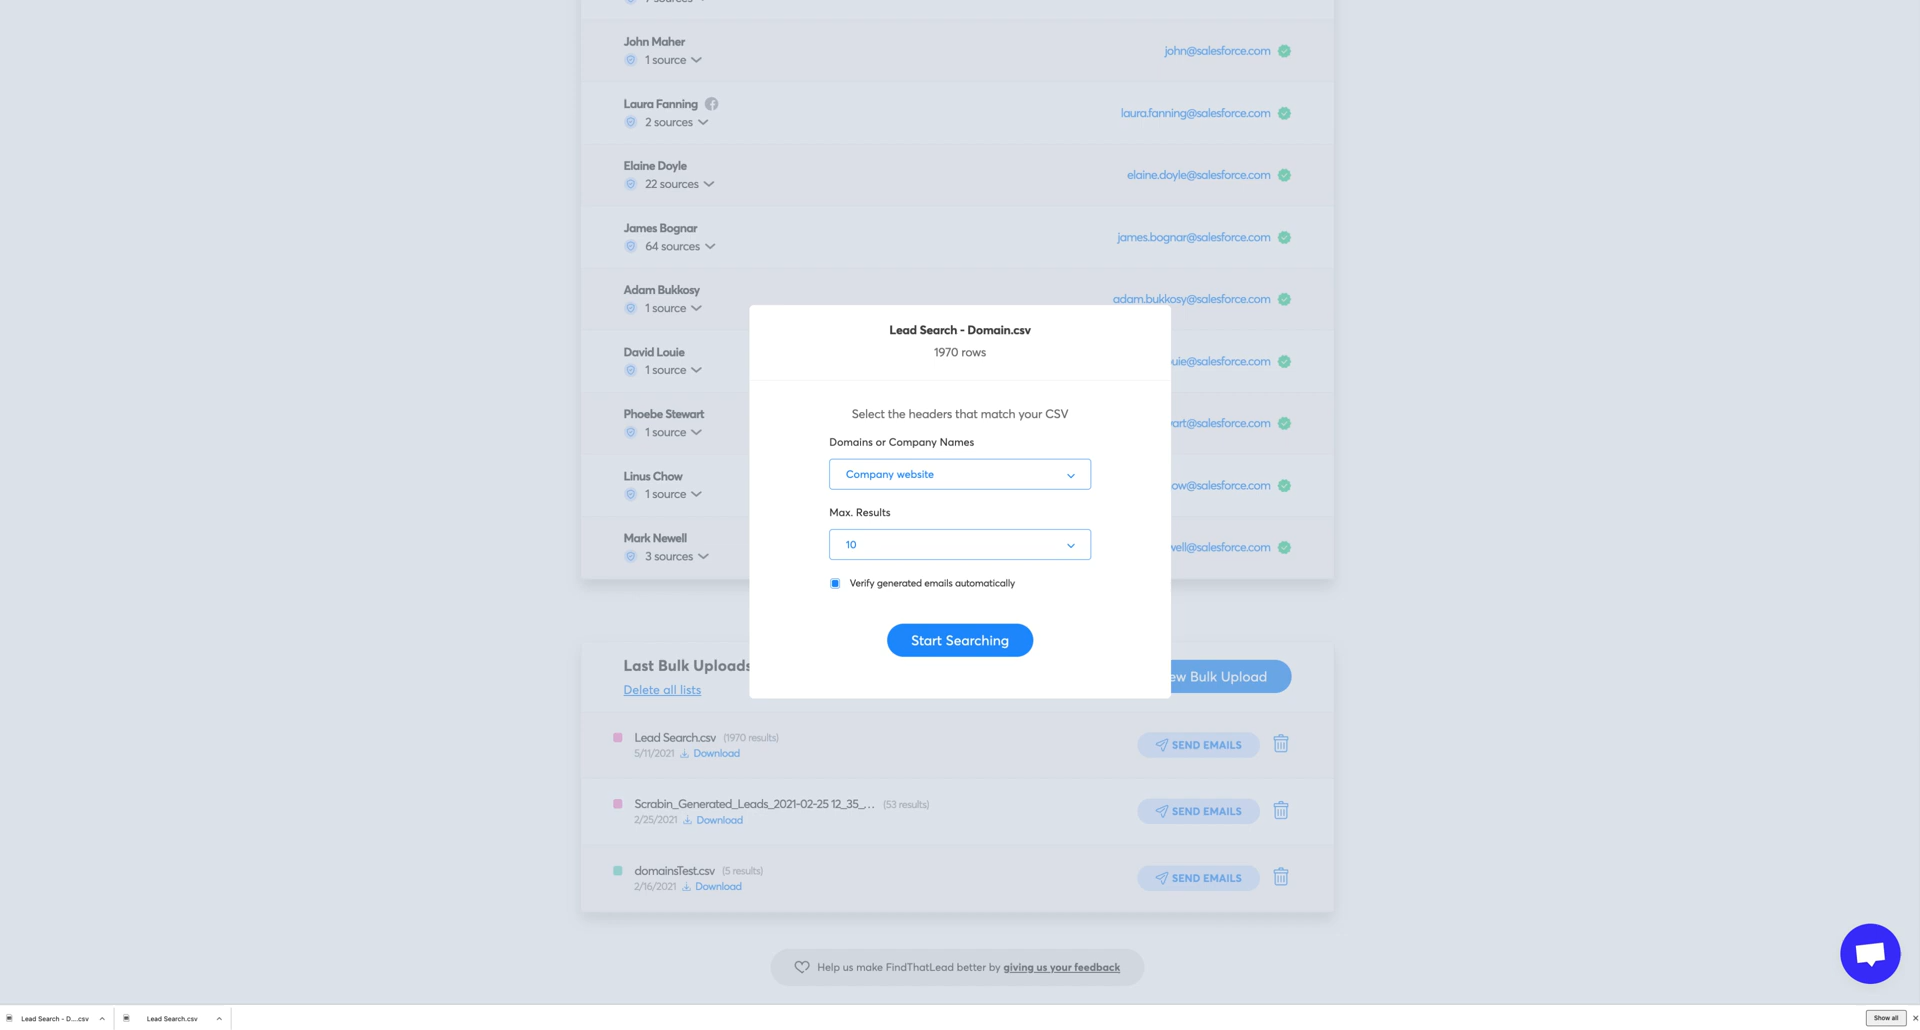 John Maher
1 source
john@salesforce.com
Laura Fanning
2 sources
laura.fanning@salesforce.com
Elaine Doyle
22 sources
elaine.doyle@salesforce.com
James Bognar
64 sources
james.bognar@salesforce.com
Adam Bukkosy
1 source
adam.bukkosy@salesforce.com
David Louie
1 source
uie@salesforce.com
Phoebe Stewart
1 source
art@salesforce.com
Linus Chow
1 source
ow@salesforce.com
Mark Newell
3 sources
ell@salesforce.com
Lead Search - Domain.csv
1970 rows
Select the headers that match your CSV
Domains or Company Names
Company website
Max. Results
10
Verify generated emails automatically
Start Searching
Last Bulk Uploads
Delete all lists
ew Bulk Upload
Lead Search.csv (1970 results)
5/11/2021 Download
SEND EMAILS
Scrabin_Generated_Leads_2021-02-25 12_35_... (53 results)
2/25/2021 Download
SEND EMAILS
domainsTest.csv (5 results)
2/16/2021 Download
SEND EMAILS
Help us make FindThatLead better by giving us your feedback
Lead Search - D....csv
Lead Search.csv
Show all